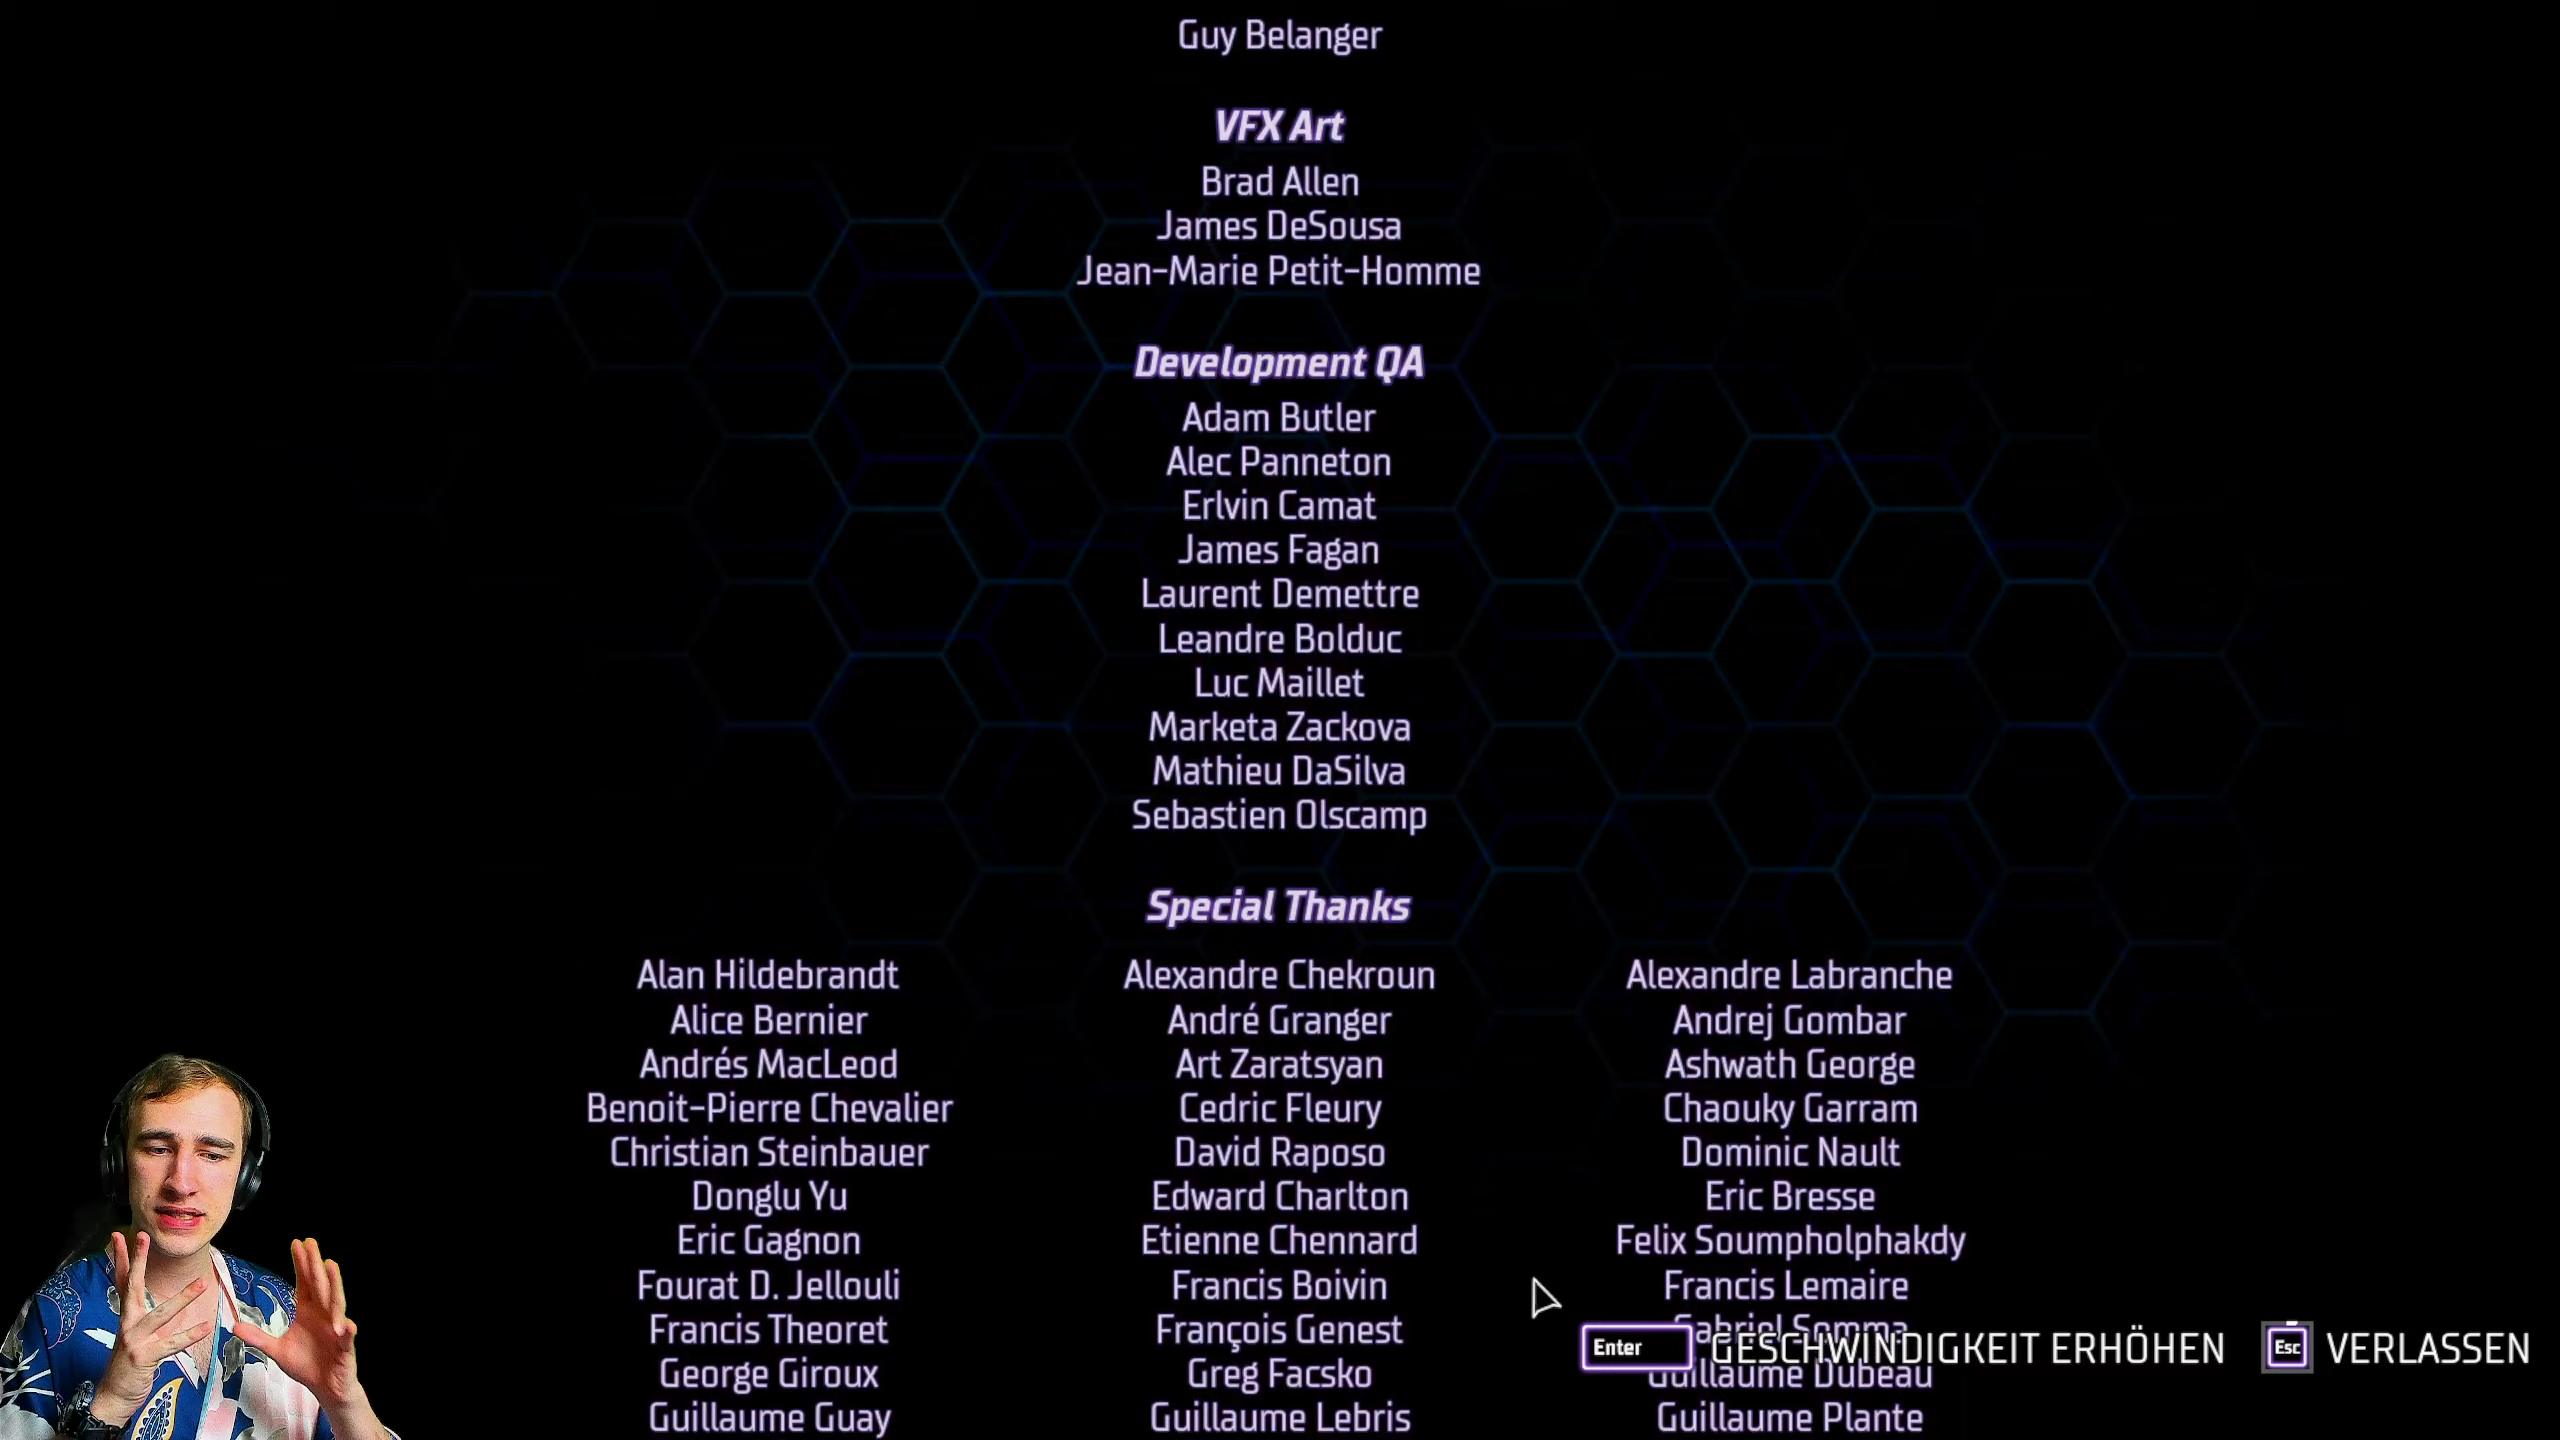 Guy Belanger
VFX Art
Brad Allen
James DeSousa
Jean-Marie Petit-Homme
Development QA
Adam Butler
Alec Panneton
Erlvin Camat
James Fagan
Laurent Demettre
Leandre Bolduc
Luc Maillet
Marketa Zackova
Mathieu DaSilva
Sebastien Olscamp
Special Thanks
Alan Hildebrandt Alexandre Chekroun Alexandre Labranche
Alice Bernier André Granger Andrej Gombar
Andrés MacLeod Art Zaratsyan Ashwath George
Benoit-Pierre Chevalier Cedric Fleury Chaouky Garram
Christian Steinbauer David Raposo Dominic Nault
Donglu Yu Edward Charlton Eric Bresse
Eric Gagnon Etienne Chennard Felix Soumpholphakdy
Fourat D. Jellouli Francis Boivin Francis Lemaire
Francis Theoret François Genest Gabriel Somma
Enter GESCHWINDIGKEIT ERHÖHEN Esc VERLASSEN
George Giroux Greg Facsko Guillaume Dubeau
Guillaume Guay Guillaume Lebris Guillaume Plante